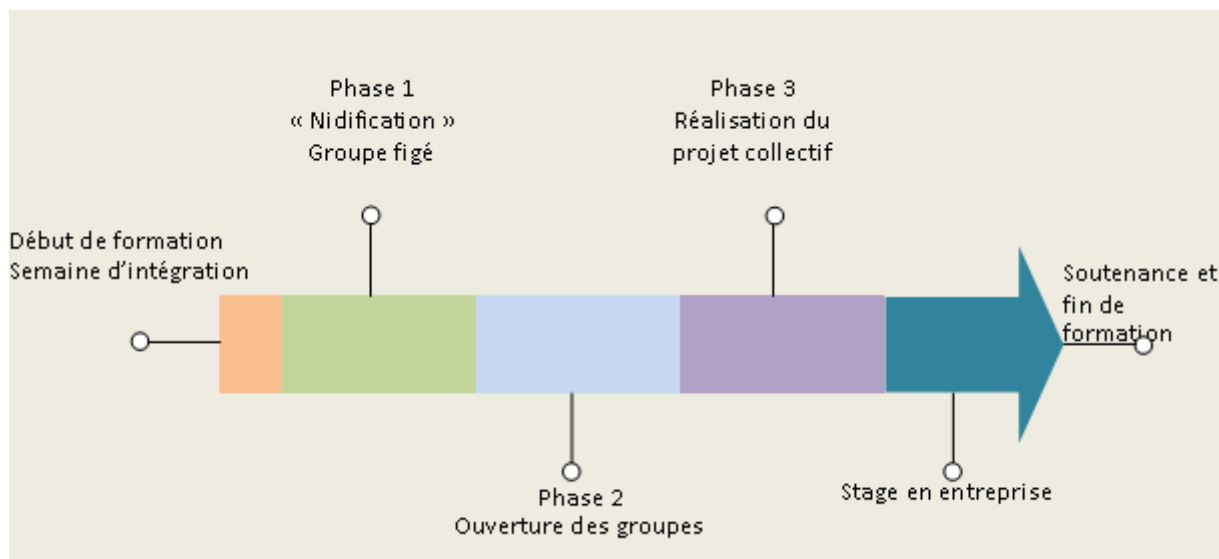 Phase 1
« Nidification »
Groupe figé
Phase 3
Réalisation du
projet collectif
Début de formation
Semaine d'intégration
Soutenance et
fin de
formation
Phase 2
Ouverture des groupes
Stage en entreprise